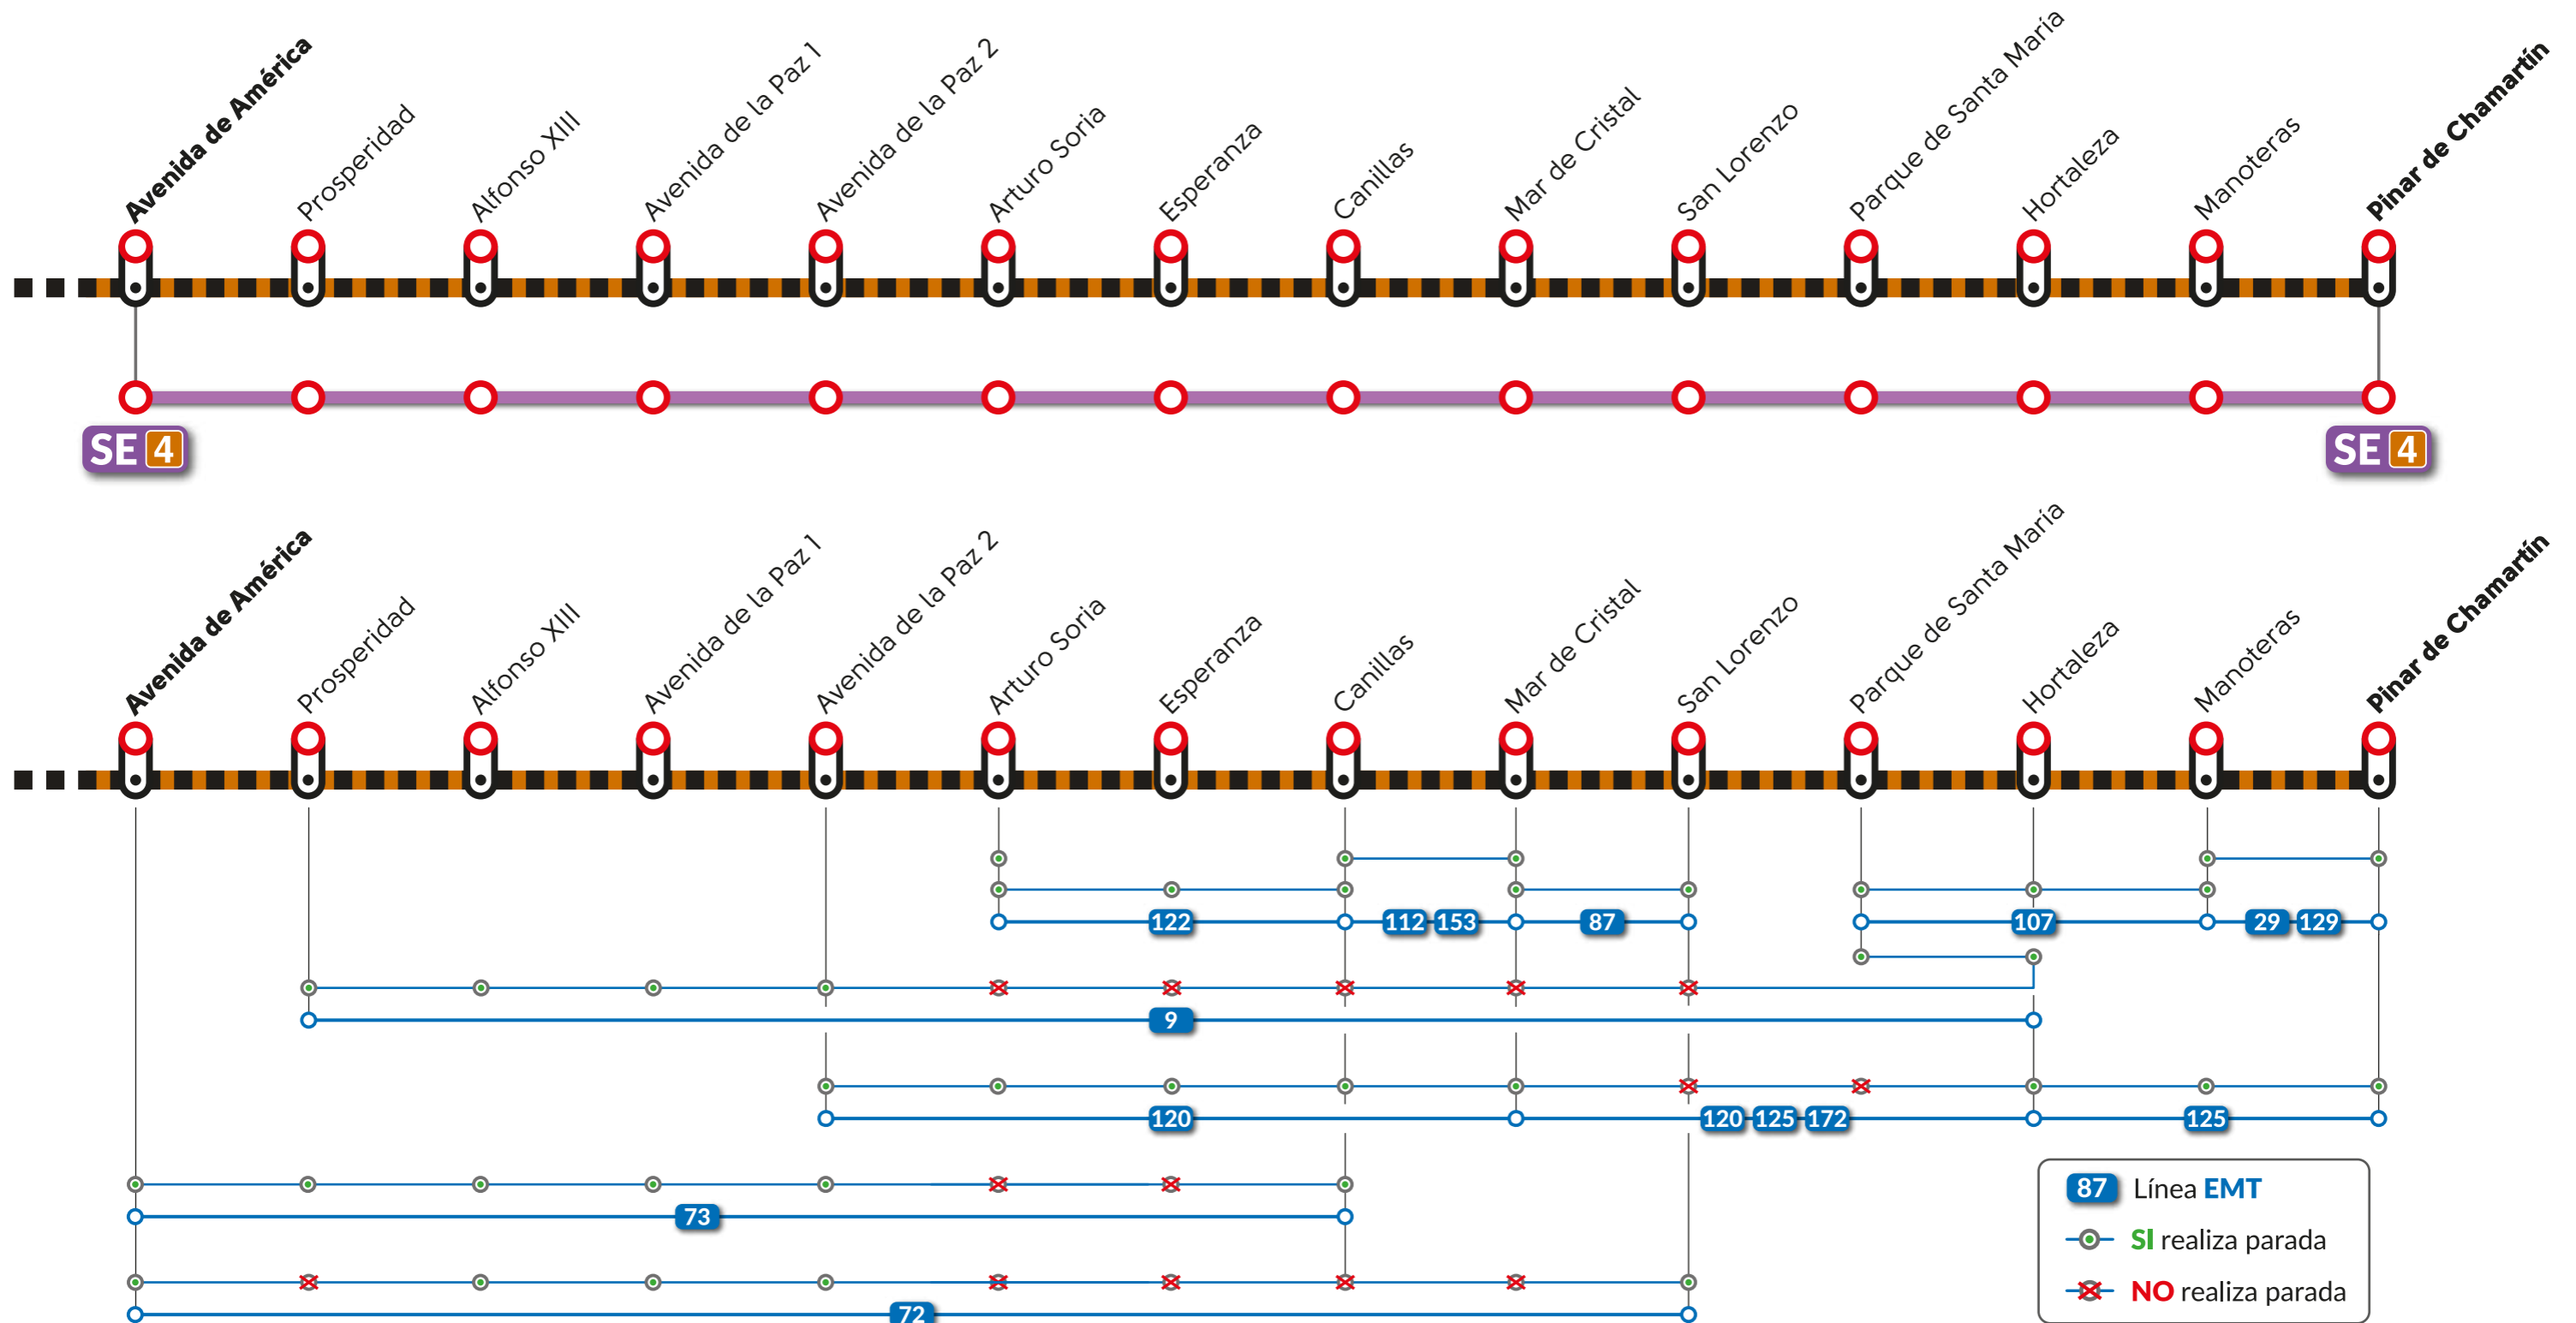 Avenida de América
Prosperidad
Alfonso XIII
Avenida de la Paz 1
Avenida de la Paz 2
Arturo Soria
Esperanza
Canillas
Mar de Cristal
San Lorenzo
Parque de Santa María
Hortaleza
Manoteras
Pinar de Chamartín
SE 4
SE 4
Avenida de América
Prosperidad
Alfonso XIII
Avenida de la Paz 1
Avenida de la Paz 2
Arturo Soria
Esperanza
Canillas
Mar de Cristal
San Lorenzo
Parque de Santa María
Hortaleza
Manoteras
Pinar de Chamartín
122
112 153
87
107
29 129
9
120
120 125 172
125
73
72
87 Línea EMT
SI realiza parada
NO realiza parada